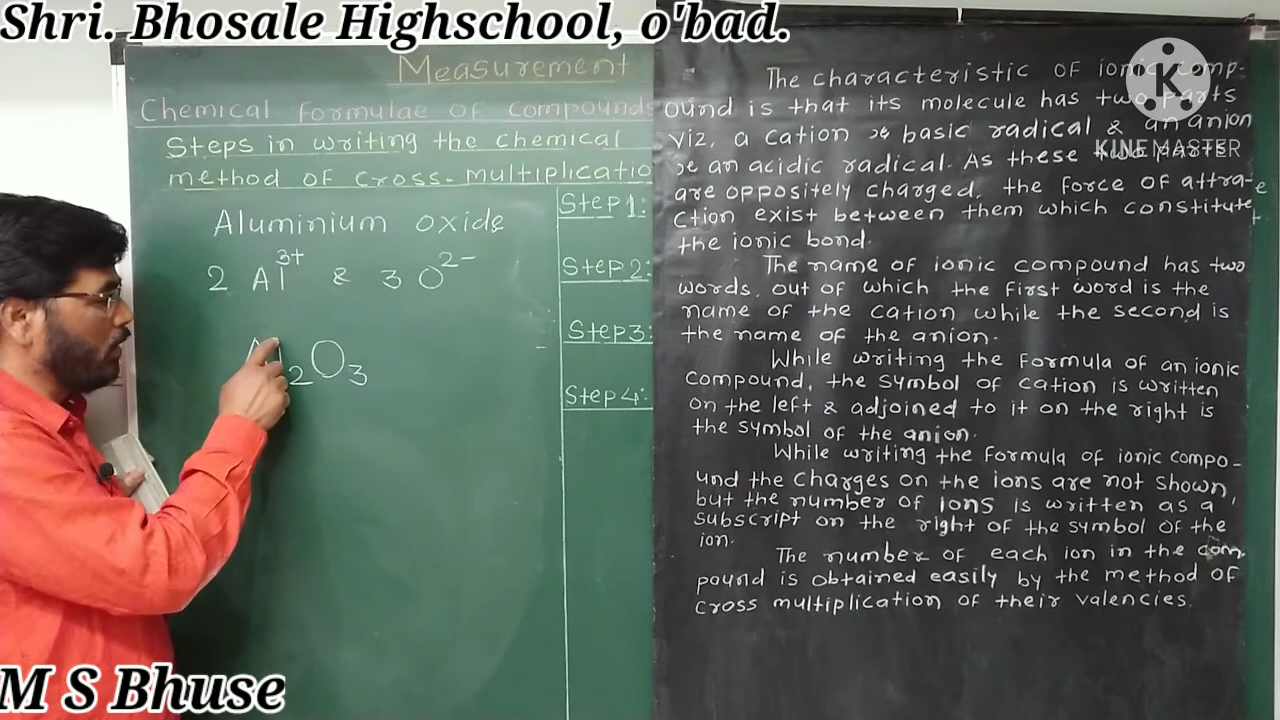 Shri. Bhosale Highschool, o'bad.
Measurement
Chemical formulae of compounds
Steps in writing the chemical
method of cross-multiplicatio
Aluminium oxide
2 Al3+ & 3 O2-
Al2O3
Step1:
Step2:
Step3:
Step4:
The characteristic of ionic comp-
ound is that its molecule has two parts
viz, a cation & basic radical & an anion
an acidic radical. As these two parts
are oppositely charged, the force of attra-
ction exist between them which constitute
the ionic bond.
The name of ionic compound has two
words, out of which the first word is the
name of the cation while the second is
the name of the anion.
While writing the formula of an ionic
compound, the symbol of cation is written
on the left & adjoined to it on the right is
the symbol of the anion.
While writing the formula of ionic compo-
und the charges on the ions are not shown,
but the number of ions is written as a
subscript on the right of the symbol of the
ion.
The number of each ion in the com
pound is obtained easily by the method of
cross multiplication of their valencies.
K
KINEMASTER
M S Bhuse